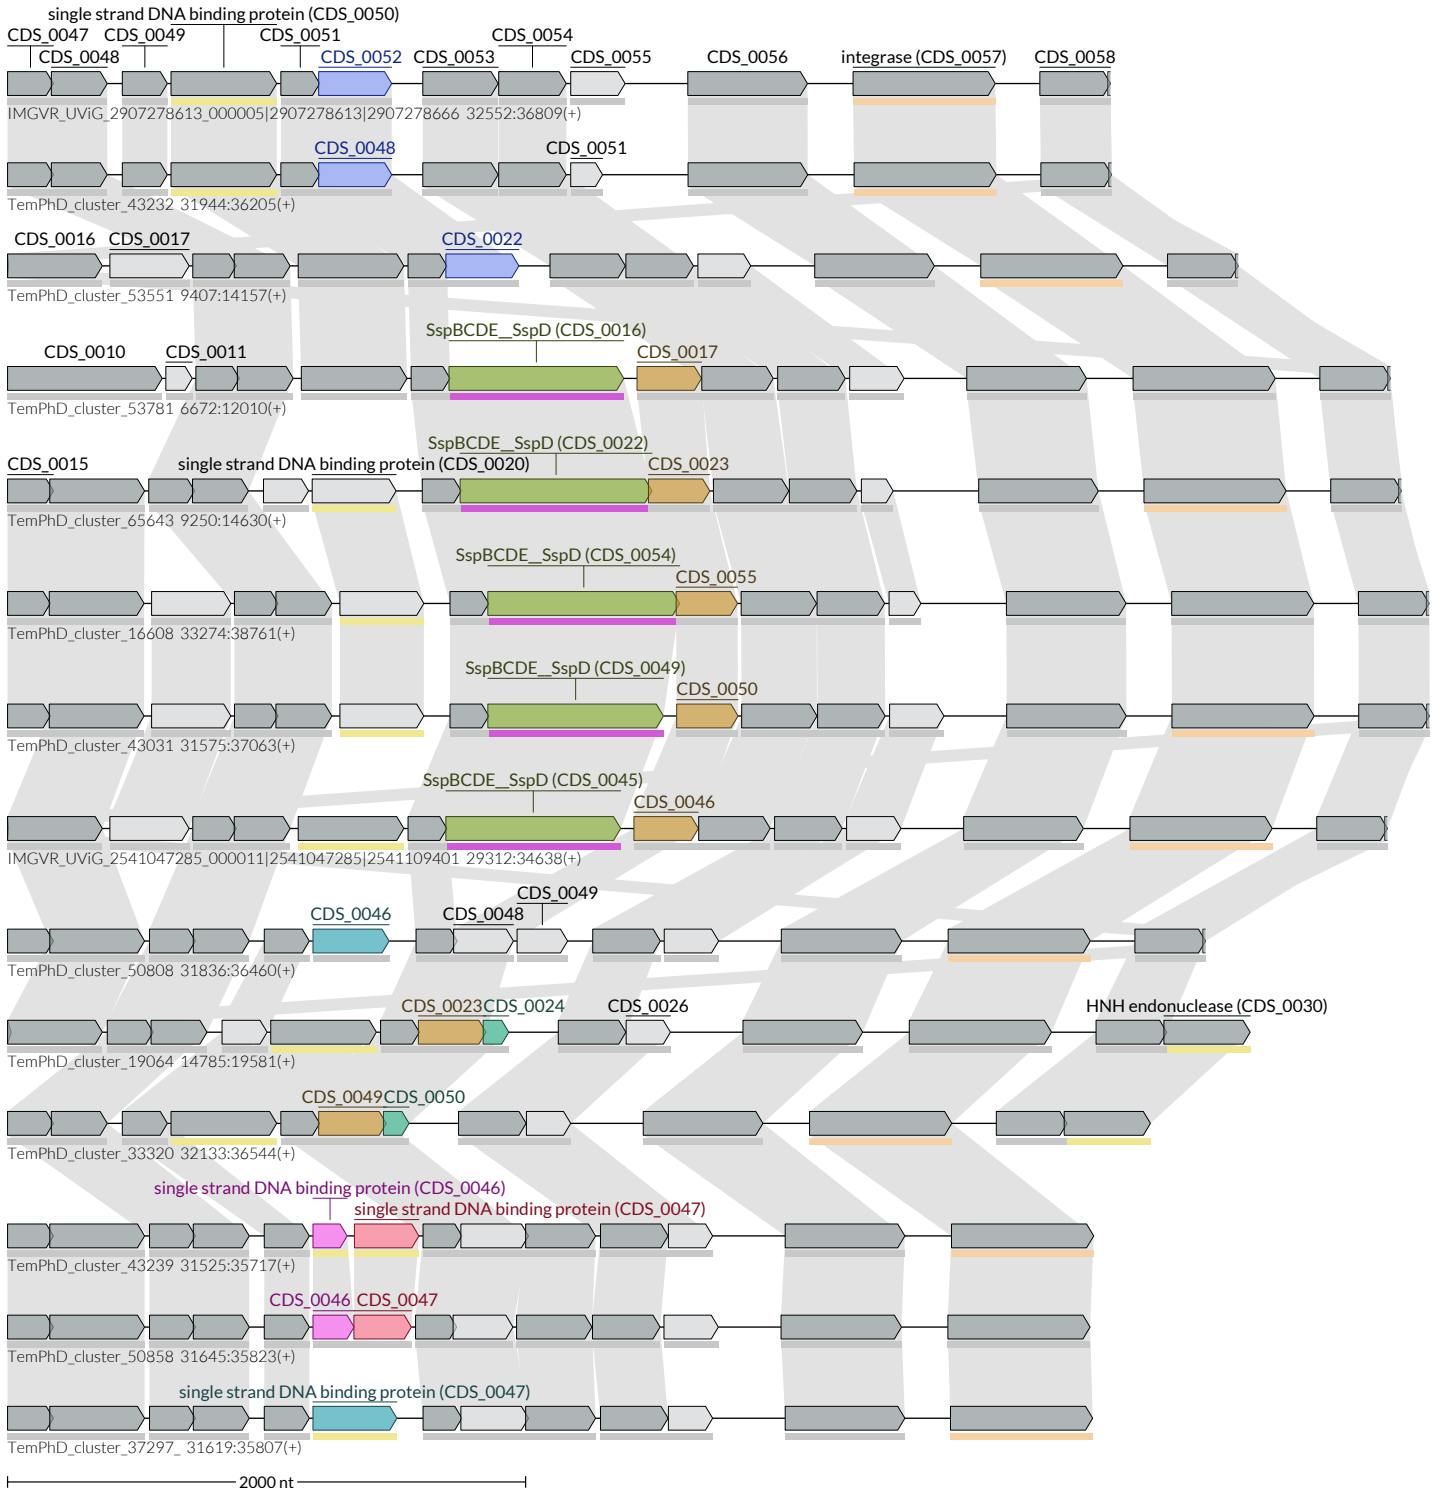 single strand DNA binding protein (CDS_0050)
CDS_0047 CDS_0049 CDS_0051 CDS_0054
CDS_0048 CDS_0052 CDS_0053 CDS_0055 CDS_0056 integrase (CDS_0057) CDS_0058
IMGVR_UViG_2907278613_000005|2907278613|2907278666 32552:36809(+)
CDS_0048 CDS_0051
TemPhD_cluster_43232 31944:36205(+)
CDS_0016 CDS_0017 CDS_0022
TemPhD_cluster_53551 9407:14157(+)
SspBCDE__SspD (CDS_0016)
CDS_0010 CDS_0011 CDS_0017
TemPhD_cluster_53781 6672:12010(+)
SspBCDE__SspD (CDS_0022)
CDS_0015 single strand DNA binding protein (CDS_0020) CDS_0023
TemPhD_cluster_65643 9250:14630(+)
SspBCDE__SspD (CDS_0054)
CDS_0055
TemPhD_cluster_16608 33274:38761(+)
SspBCDE__SspD (CDS_0049)
CDS_0050
TemPhD_cluster_43031 31575:37063(+)
SspBCDE__SspD (CDS_0045)
CDS_0046
IMGVR_UViG_2541047285_000011|2541047285|2541109401 29312:34638(+)
CDS_0049
CDS_0046 CDS_0048
TemPhD_cluster_50808 31836:36460(+)
CDS_0023 CDS_0024 CDS_0026 HNH endonuclease (CDS_0030)
TemPhD_cluster_19064 14785:19581(+)
CDS_0049 CDS_0050
TemPhD_cluster_33320 32133:36544(+)
single strand DNA binding protein (CDS_0046)
single strand DNA binding protein (CDS_0047)
TemPhD_cluster_43239 31525:35717(+)
CDS_0046 CDS_0047
TemPhD_cluster_50858 31645:35823(+)
single strand DNA binding protein (CDS_0047)
TemPhD_cluster_37297_ 31619:35807(+)
2000 nt